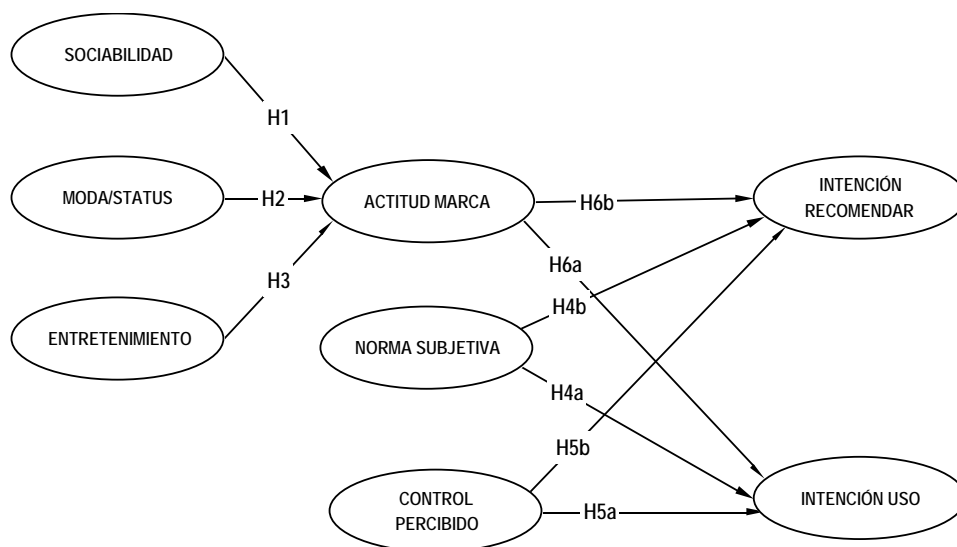 SOCIABILIDAD
H1
MODA/STATUS
H2
ACTITUD MARCA
H6b
INTENCIÓN
RECOMENDAR
H3
H6a
H4b
ENTRETENIMIENTO
NORMA SUBJETIVA
H4a
H5b
CONTROL
PERCIBIDO
H5a
INTENCIÓN USO